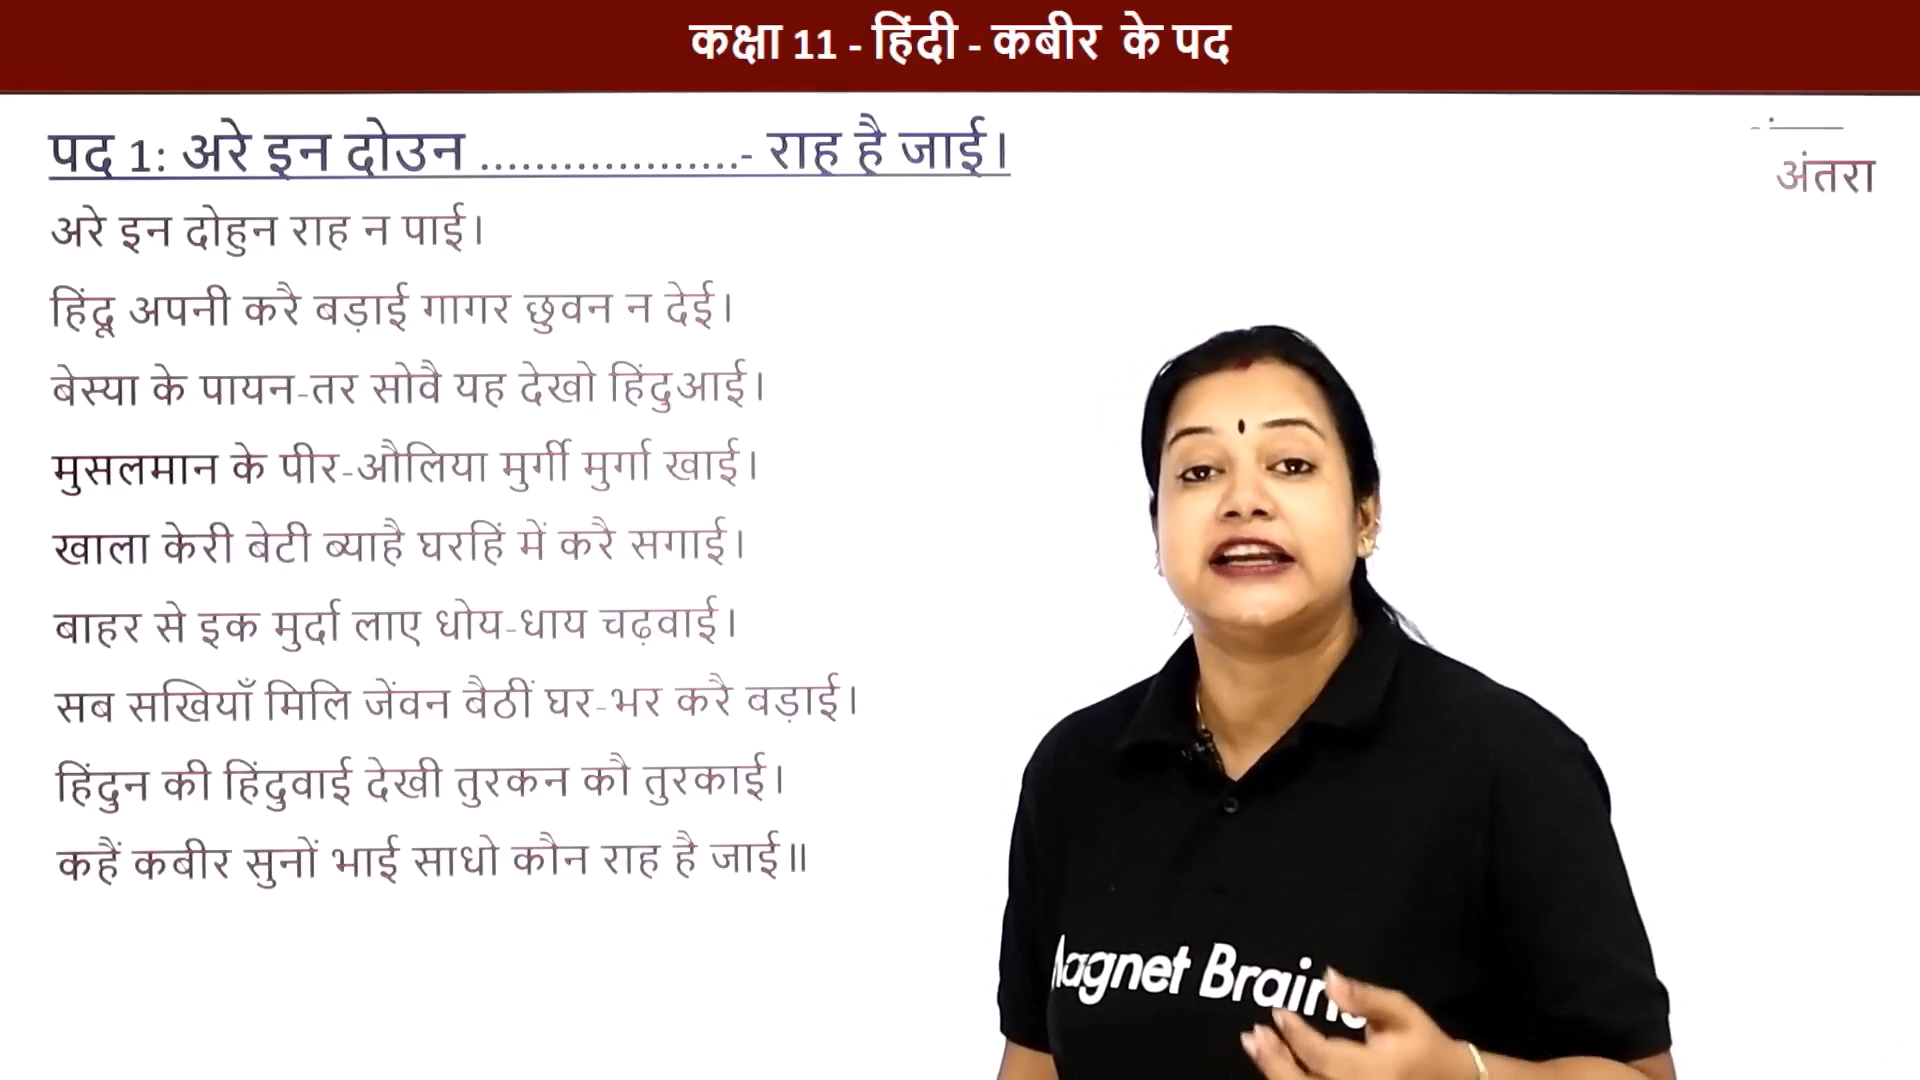 कक्षा 11 - हिंदी - कबीर के पद
पद 1: अरे इन दोउन ...................- राह है जाई।
अंतरा
अरे इन दोहुन राह न पाई।
हिंदू अपनी करै बड़ाई गागर छुवन न देई।
बेस्या के पायन-तर सोवै यह देखो हिंदुआई।
मुसलमान के पीर-औलिया मुर्गी मुर्गा खाई।
खाला केरी बेटी ब्याहै घरहिं में करै सगाई।
बाहर से इक मुर्दा लाए धोय-धाय चढ़वाई।
सब सखियाँ मिलि जेंवन बैठीं घर-भर करै बड़ाई।
हिंदुन की हिंदुवाई देखी तुरकन कौ तुरकाई।
कहैं कबीर सुनों भाई साधो कौन राह है जाई॥
Magnet Brains